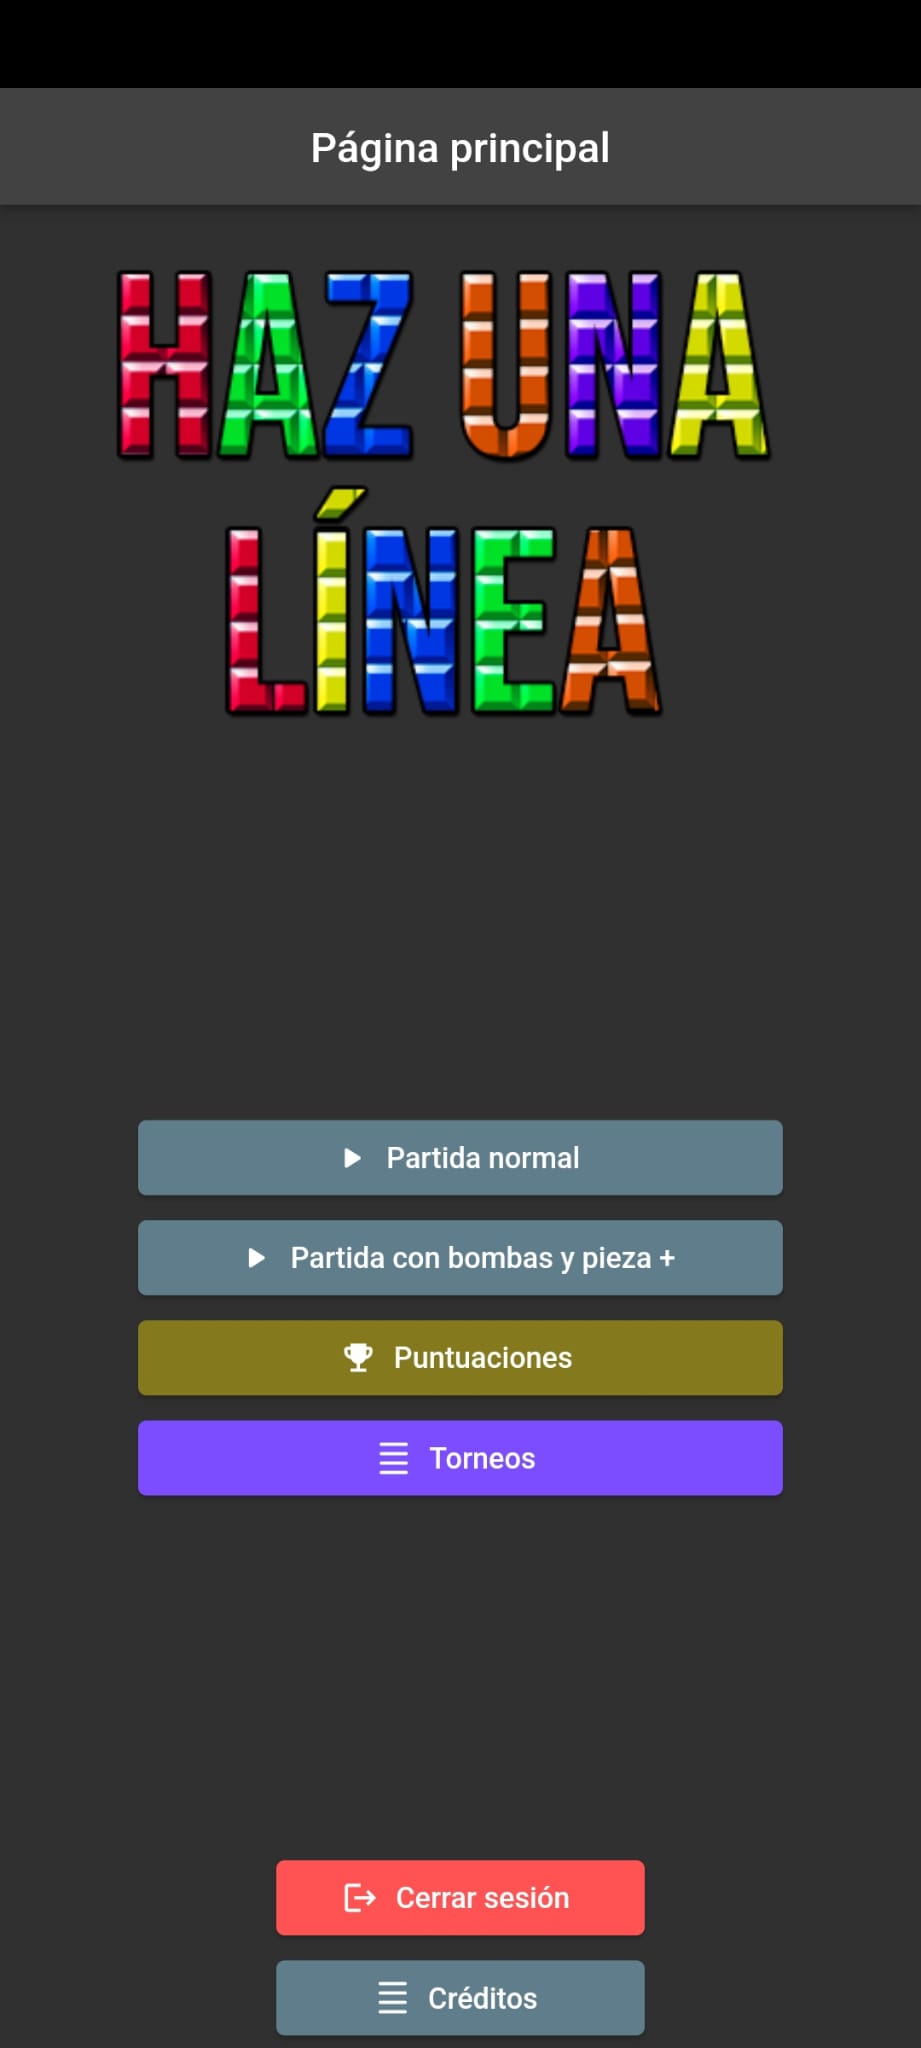 Página principal
HAZ UNA
LÍNEA
Partida normal
Partida con bombas y pieza +
Puntuaciones
Torneos
Cerrar sesión
Créditos